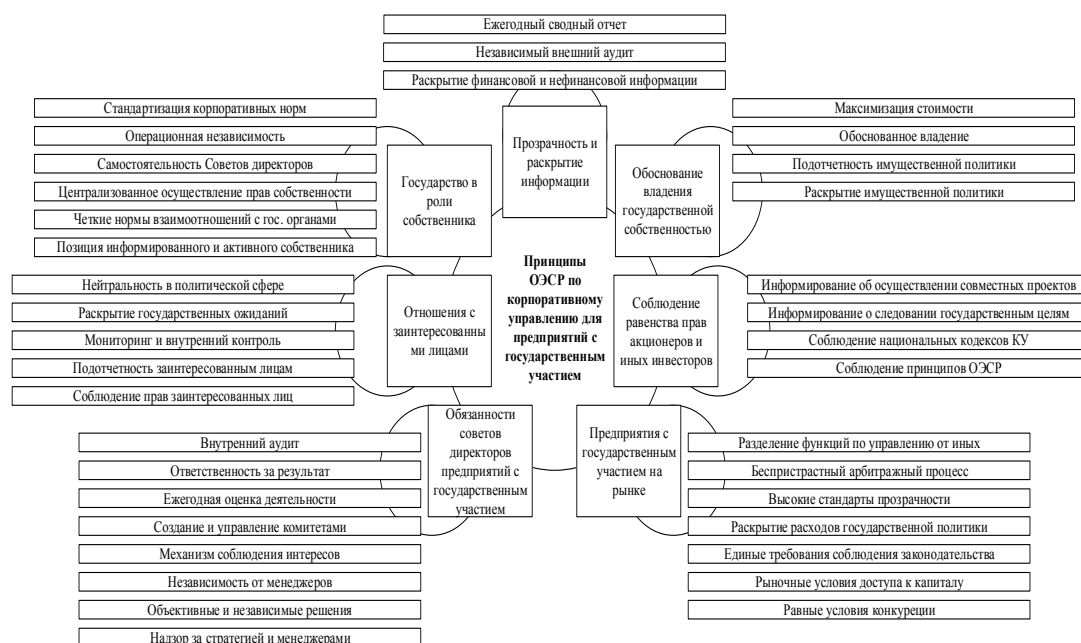 Ежегодный сводный отчет
Независимый внешний аудит
Раскрытие финансовой и нефинансовой информации
Прозрачность и
раскрытие
информации
Стандартизация корпоративных норм
Операционная независимость
Самостоятельность Советов директоров
Централизованное осуществление прав собственности
Четкие нормы взаимоотношений с гос. органами
Позиция информированного и активного собственника
Государство в
роли
собственника
Максимизация стоимости
Обоснованное владение
Подотчетность имущественной политики
Раскрытие имущественной политики
Обоснование
владения
государственной
собственностью
Принципы
ОЭСР по
корпоративному
управлению для
предприятий с
государственным
участием
Нейтральность в политической сфере
Раскрытие государственных ожиданий
Мониторинг и внутренний контроль
Подотчетность заинтересованным лицам
Соблюдение прав заинтересованных лиц
Отношения с
заинтересованны
ми лицами
Соблюдение
равенства прав
акционеров и
иных инвесторов
Информирование об осуществлении совместных проектов
Информирование о следовании государственным целям
Соблюдение национальных кодексов КУ
Соблюдение принципов ОЭСР
Внутренний аудит
Ответственность за результат
Ежегодная оценка деятельности
Создание и управление комитетами
Механизм соблюдения интересов
Независимость от менеджеров
Объективные и независимые решения
Надзор за стратегией и менеджерами
Обязанности
советов
директоров
предприятий с
государственным
участием
Предприятия с
государственным
участием на
рынке
Разделение функций по управлению от иных
Беспристрастный арбитражный процесс
Высокие стандарты прозрачности
Раскрытие расходов государственной политики
Единые требования соблюдения законодательства
Рыночные условия доступа к капиталу
Равные условия конкуреции